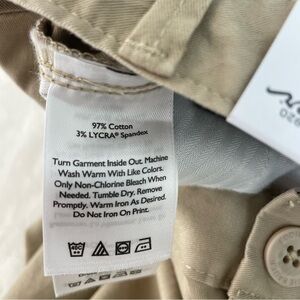 97% Cotton
3% LYCRA® Spandex
Turn Garment Inside Out. Machine
Wash Warm With Like Colors.
Only Non-Chlorine Bleach When
Needed. Tumble Dry. Remove
Promptly. Warm Iron As Desired.
Do Not Iron On Print.